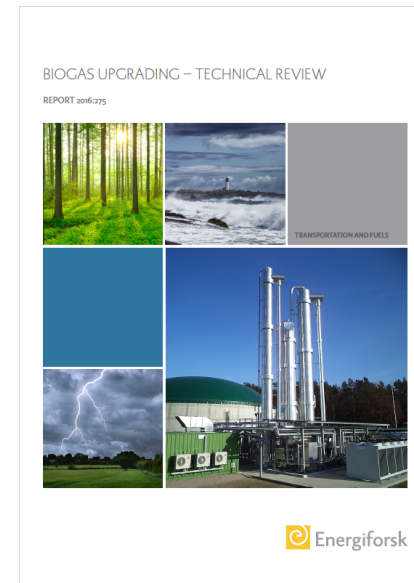 BIOGAS UPGRADING – TECHNICAL REVIEW
REPORT 2016:275
TRANSPORTATION AND FUELS
Energiforsk